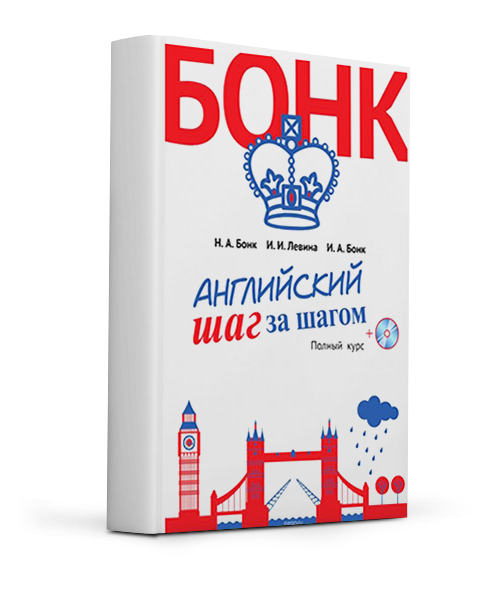 БОНК
Н. А. Бонк И. И. Левина И. А. Бонк
АНГЛИЙСКИЙ
шаг за шагом
Полный курс +